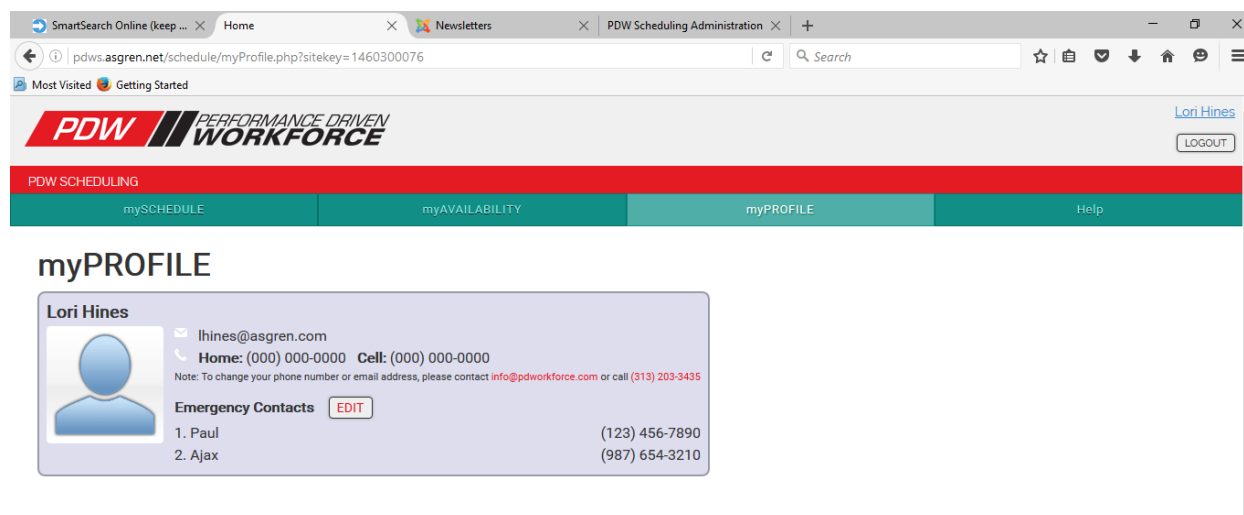 SmartSearch Online (keep ... Home Newsletters PDW Scheduling Administration
pdws.asgren.net/schedule/myProfile.php?sitekey=1460300076 Search
Most Visited Getting Started
PDW PERFORMANCE DRIVEN
WORKFORCE
Lori Hines
LOGOUT
PDW SCHEDULING
mySCHEDULE myAVAILABILITY myPROFILE Help
myPROFILE
Lori Hines
lhines@asgren.com
Home: (000) 000-0000 Cell: (000) 000-0000
Note: To change your phone number or email address, please contact info@pdworkforce.com or call (313) 203-3435
Emergency Contacts EDIT
1. Paul (123) 456-7890
2. Ajax (987) 654-3210